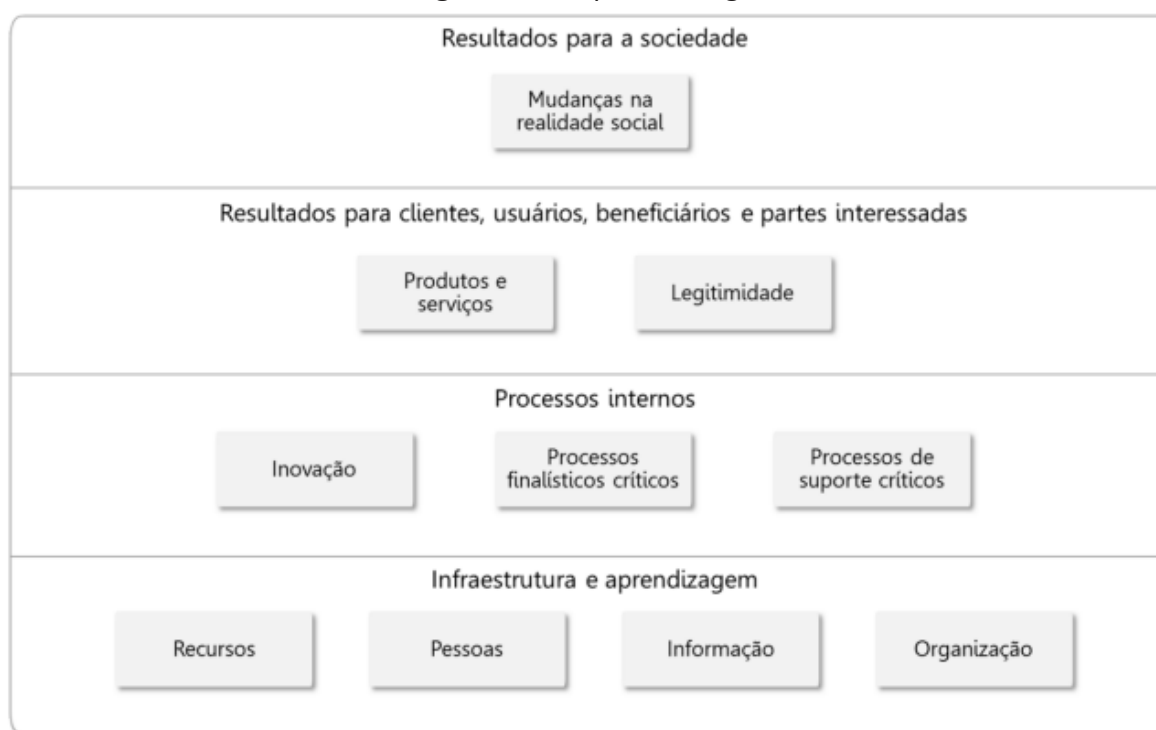 Resultados para a sociedade
Mudanças na
realidade social
Resultados para clientes, usuários, beneficiários e partes interessadas
Produtos e
serviços
Legitimidade
Processos internos
Inovação
Processos
finalísticos críticos
Processos de
suporte críticos
Infraestrutura e aprendizagem
Recursos
Pessoas
Informação
Organização